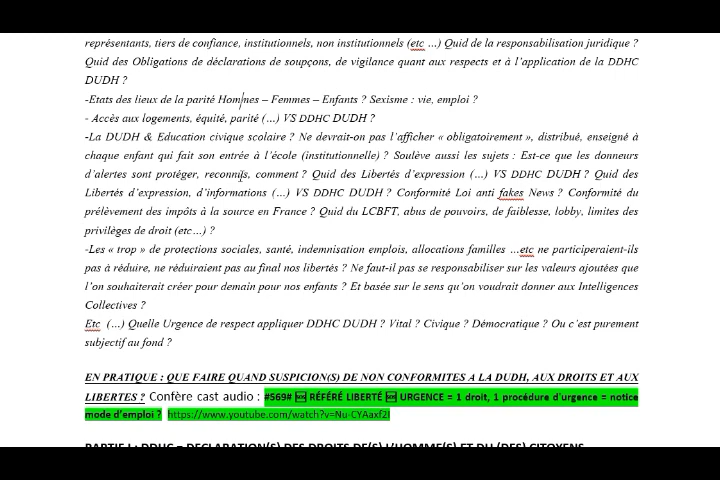 représentants, tiers de confiance, institutionnels, non institutionnels (etc ...) Quid de la responsabilisation juridique ?
Quid des Obligations de déclarations de soupçons, de vigilance quant aux respects et à l'application de la DDHC
DUDH ?
-Etats des lieux de la parité Hommes – Femmes – Enfants ? Sexisme : vie, emploi ?
- Accès aux logements, équité, parité (...) VS DDHC DUDH ?
-La DUDH & Education civique scolaire ? Ne devrait-on pas l'afficher « obligatoirement », distribué, enseigné à
chaque enfant qui fait son entrée à l'école (institutionnelle) ? Soulève aussi les sujets : Est-ce que les donneurs
d'alertes sont protéger, reconnus, comment ? Quid des Libertés d'expression (...) VS DDHC DUDH ? Quid des
Libertés d'expression, d'informations (...) VS DDHC DUDH ? Conformité Loi anti fakes News ? Conformité du
prélèvement des impôts à la source en France ? Quid du LCBFT, abus de pouvoirs, de faiblesse, lobby, limites des
privilèges de droit (etc...) ?
-Les « trop » de protections sociales, santé, indemnisation emplois, allocations familles ...etc ne participeraient-ils
pas à réduire, ne réduiraient pas au final nos libertés ? Ne faut-il pas se responsabiliser sur les valeurs ajoutées que
l'on souhaiterait créer pour demain pour nos enfants ? Et basée sur le sens qu'on voudrait donner aux Intelligences
Collectives ?
Etc (...) Quelle Urgence de respect appliquer DDHC DUDH ? Vital ? Civique ? Démocratique ? Ou c'est purement
subjectif au fond ?
EN PRATIQUE : QUE FAIRE QUAND SUSPICION(S) DE NON CONFORMITES A LA DUDH, AUX DROITS ET AUX
LIBERTES ? Confère cast audio : #569# 🆘 RÉFÉRÉ LIBERTÉ 🆘 URGENCE = 1 droit, 1 procédure d'urgence = notice
mode d'emploi ? https://www.youtube.com/watch?v=Nu-CYAaxf2I
PARTIE I : DDHC = DECLARATION(S) DES DROITS DE(S) L'HOMME(S) ET DU (DES) CITOYENS